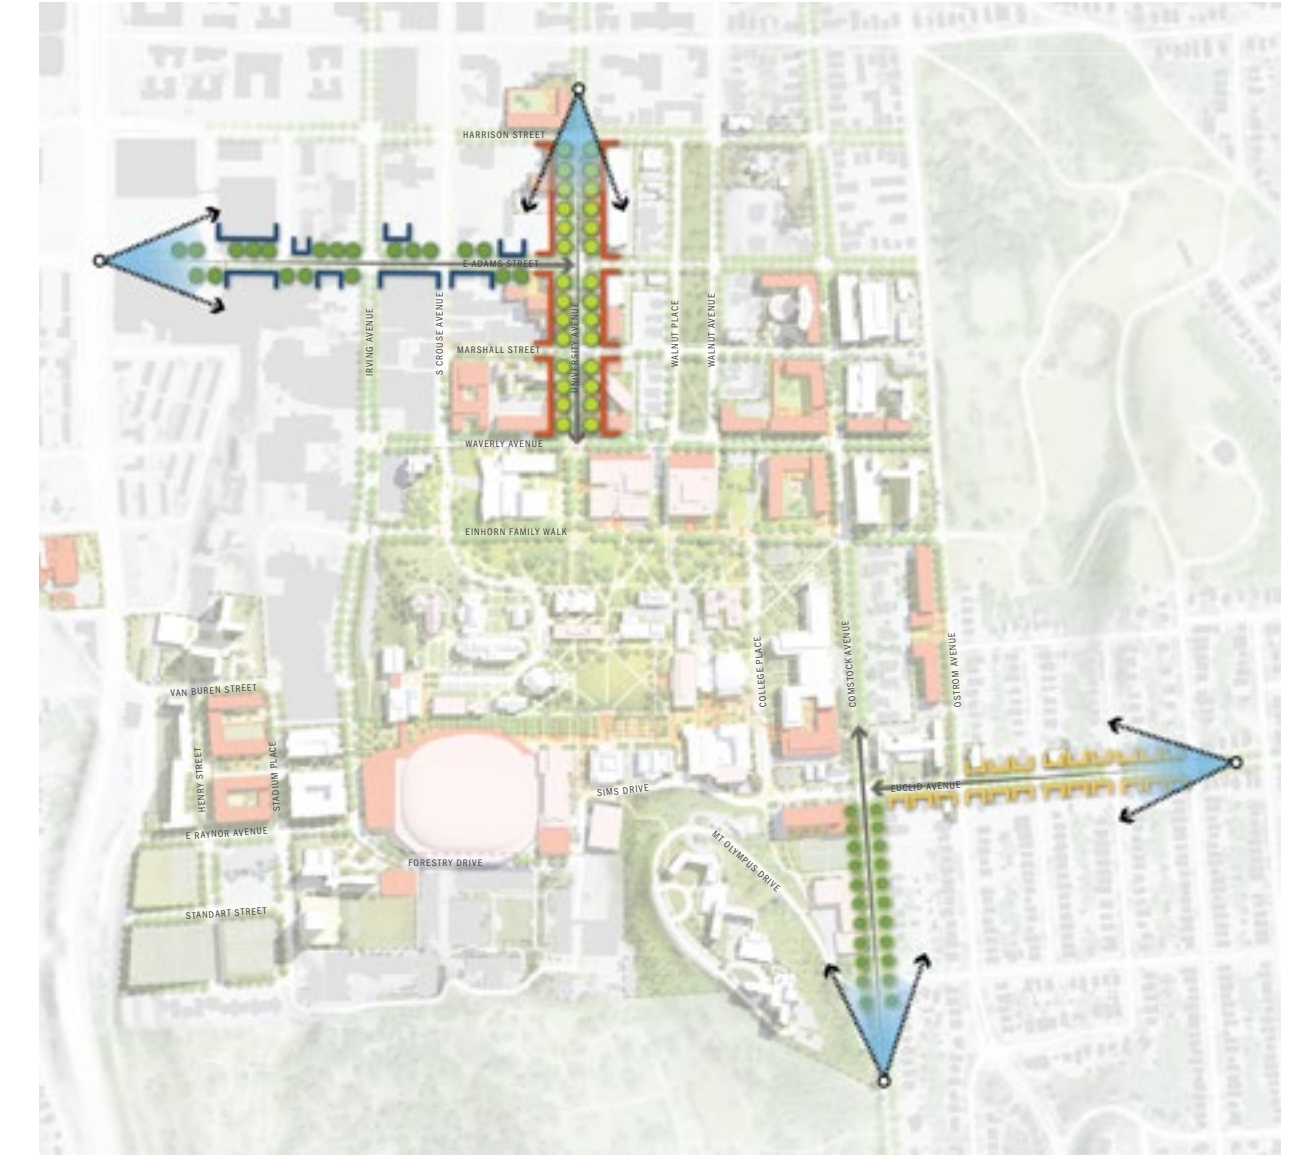 HARRISON STREET
E ADAMS STREET
IRVING AVENUE
S CROUSE AVENUE
UNIVERSITY AVENUE
WALNUT PLACE
WALNUT AVENUE
MARSHALL STREET
WAVERLY AVENUE
EINHORN FAMILY WALK
COLLEGE PLACE
COMSTOCK AVENUE
OSTROM AVENUE
VAN BUREN STREET
HENRY STREET
STADIUM PLACE
SIMS DRIVE
EUCLID AVENUE
E RAYNOR AVENUE
MT OLYMPUS DRIVE
FORESTRY DRIVE
STANDART STREET